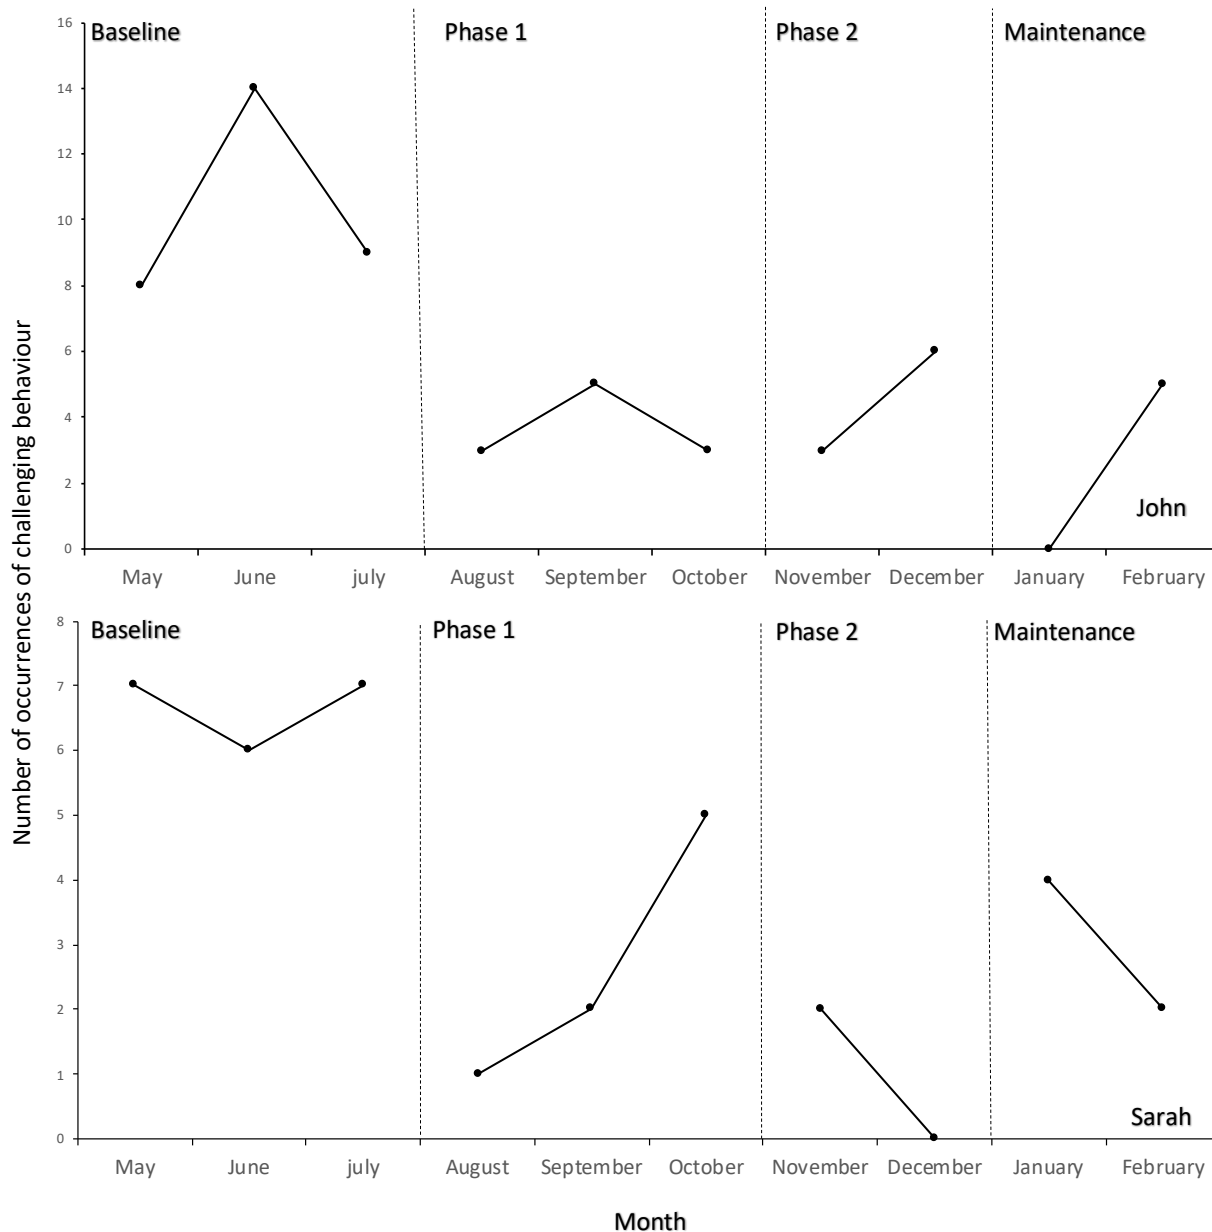 Number of occurrences of challenging behaviour
Baseline Phase 1 Phase 2 Maintenance
16
14
12
10
8
6
4
2
0
John
May June july August September October November December January February
Baseline Phase 1 Phase 2 Maintenance
8
7
6
5
4
3
2
1
0
Sarah
May June july August September October November December January February
Month